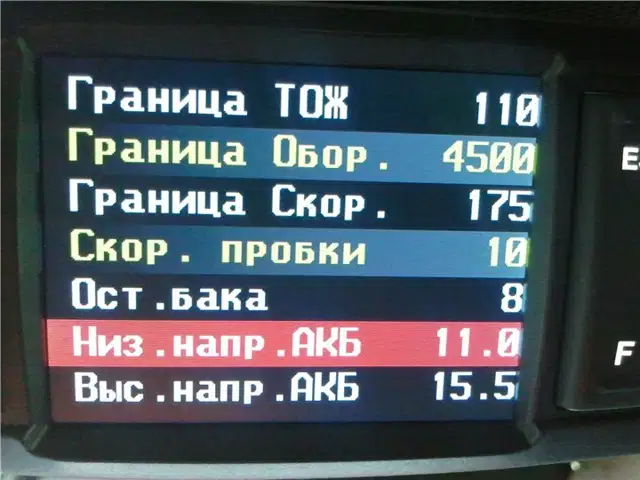 Граница ТОЖ 110
Граница Обор. 4500
Граница Скор. 175
Скор. пробки 10
Ост.бака 8
Низ.напр.АКБ 11.0
Выс.напр.АКБ 15.5
E
F